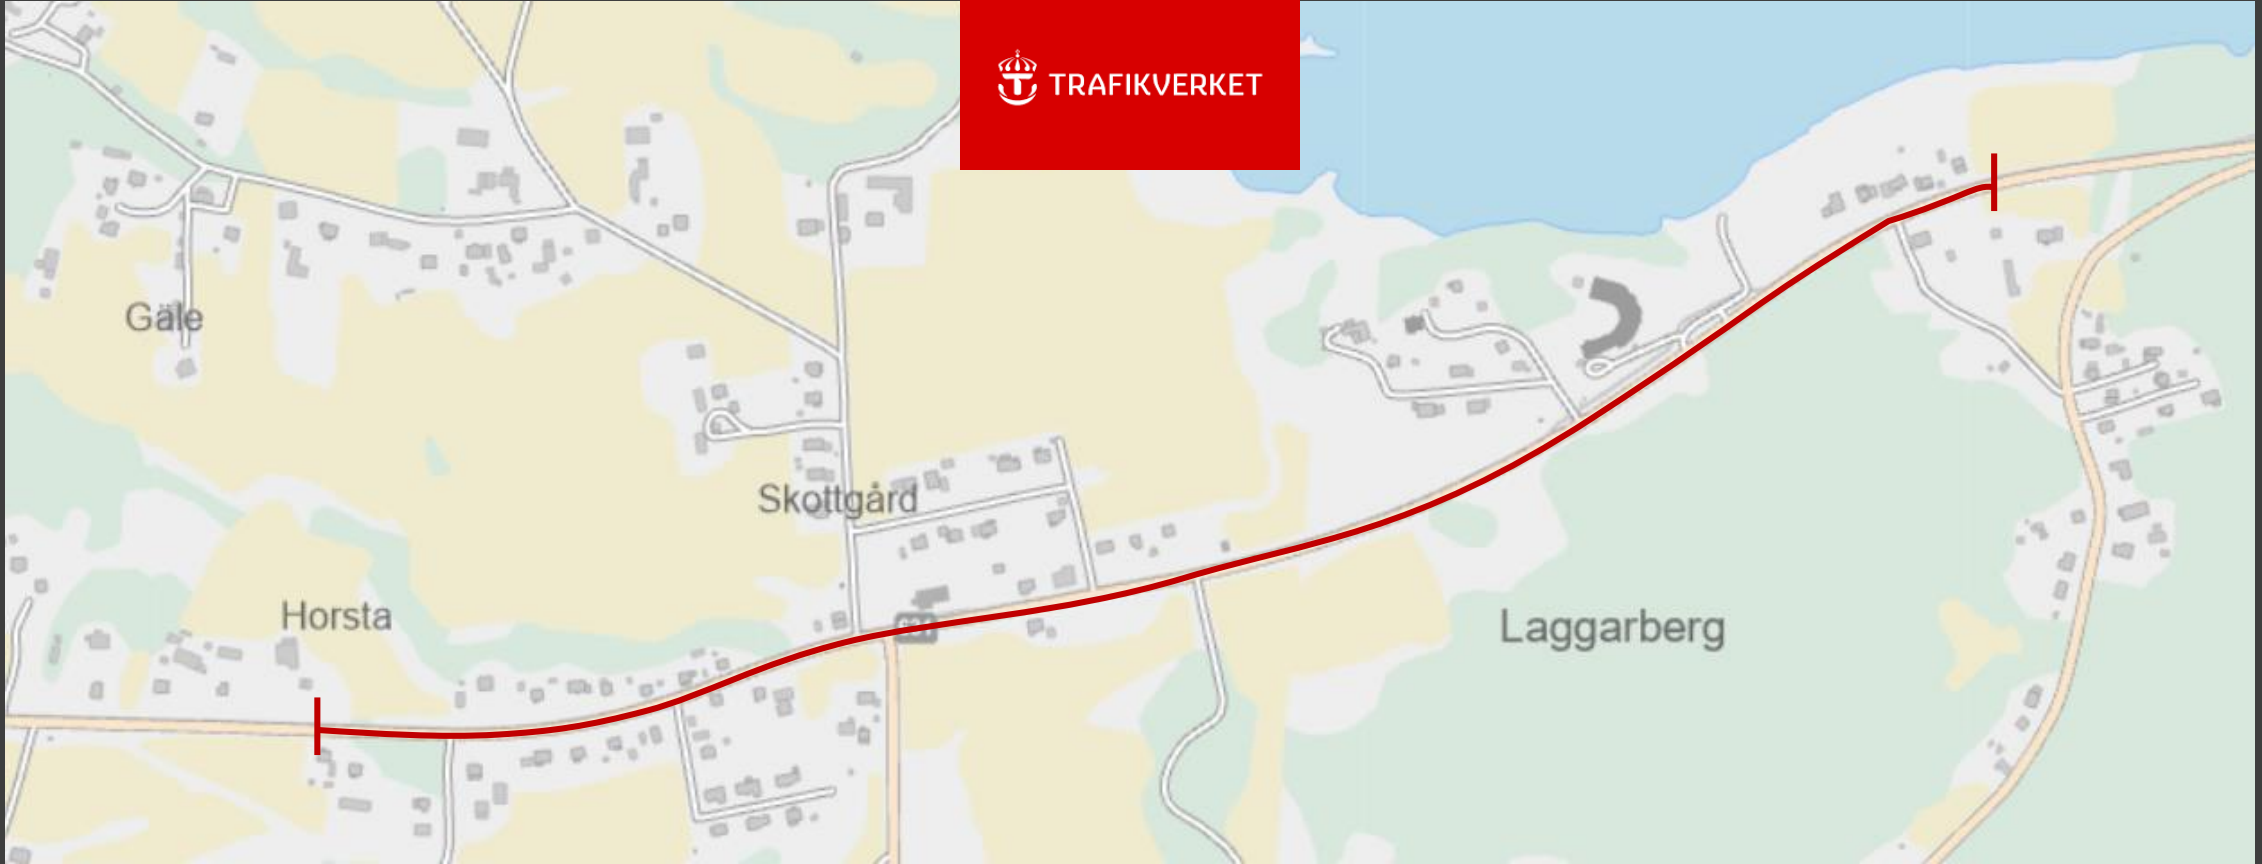 TRAFIKVERKET
Gäle
Skottgård
Horsta
Laggarberg